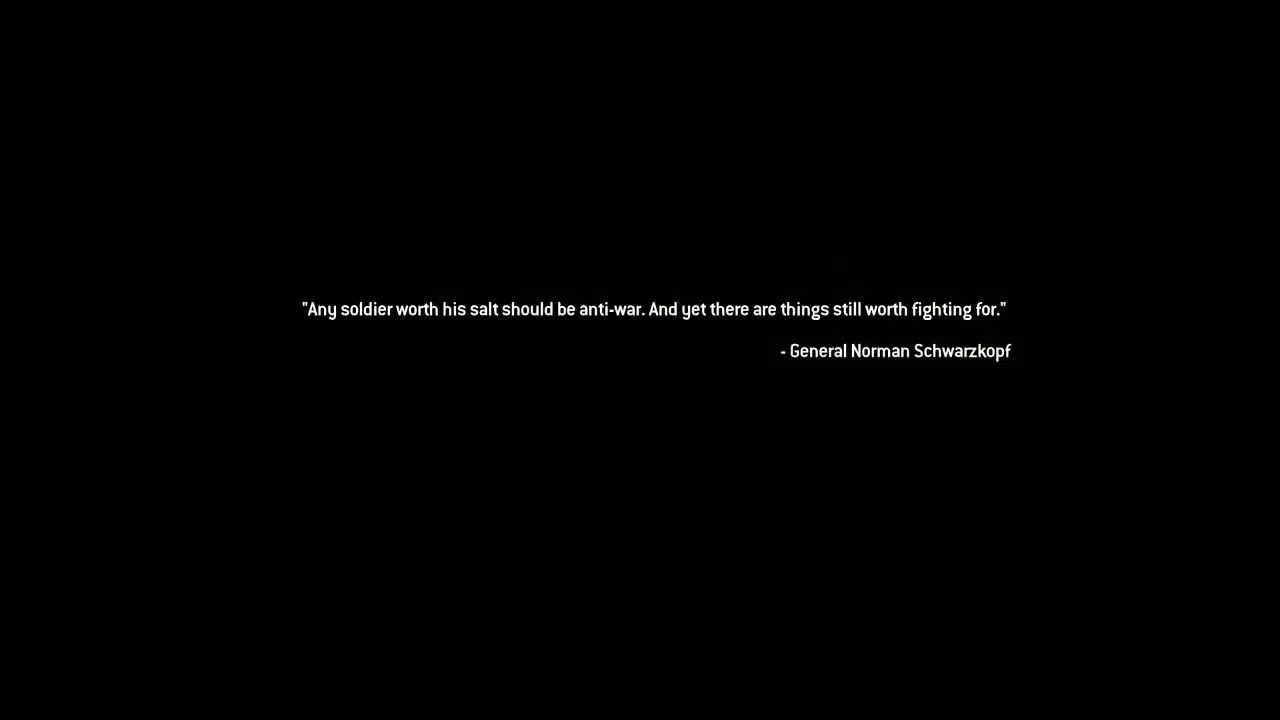 "Any soldier worth his salt should be anti-war. And yet there are things still worth fighting for."
- General Norman Schwarzkopf